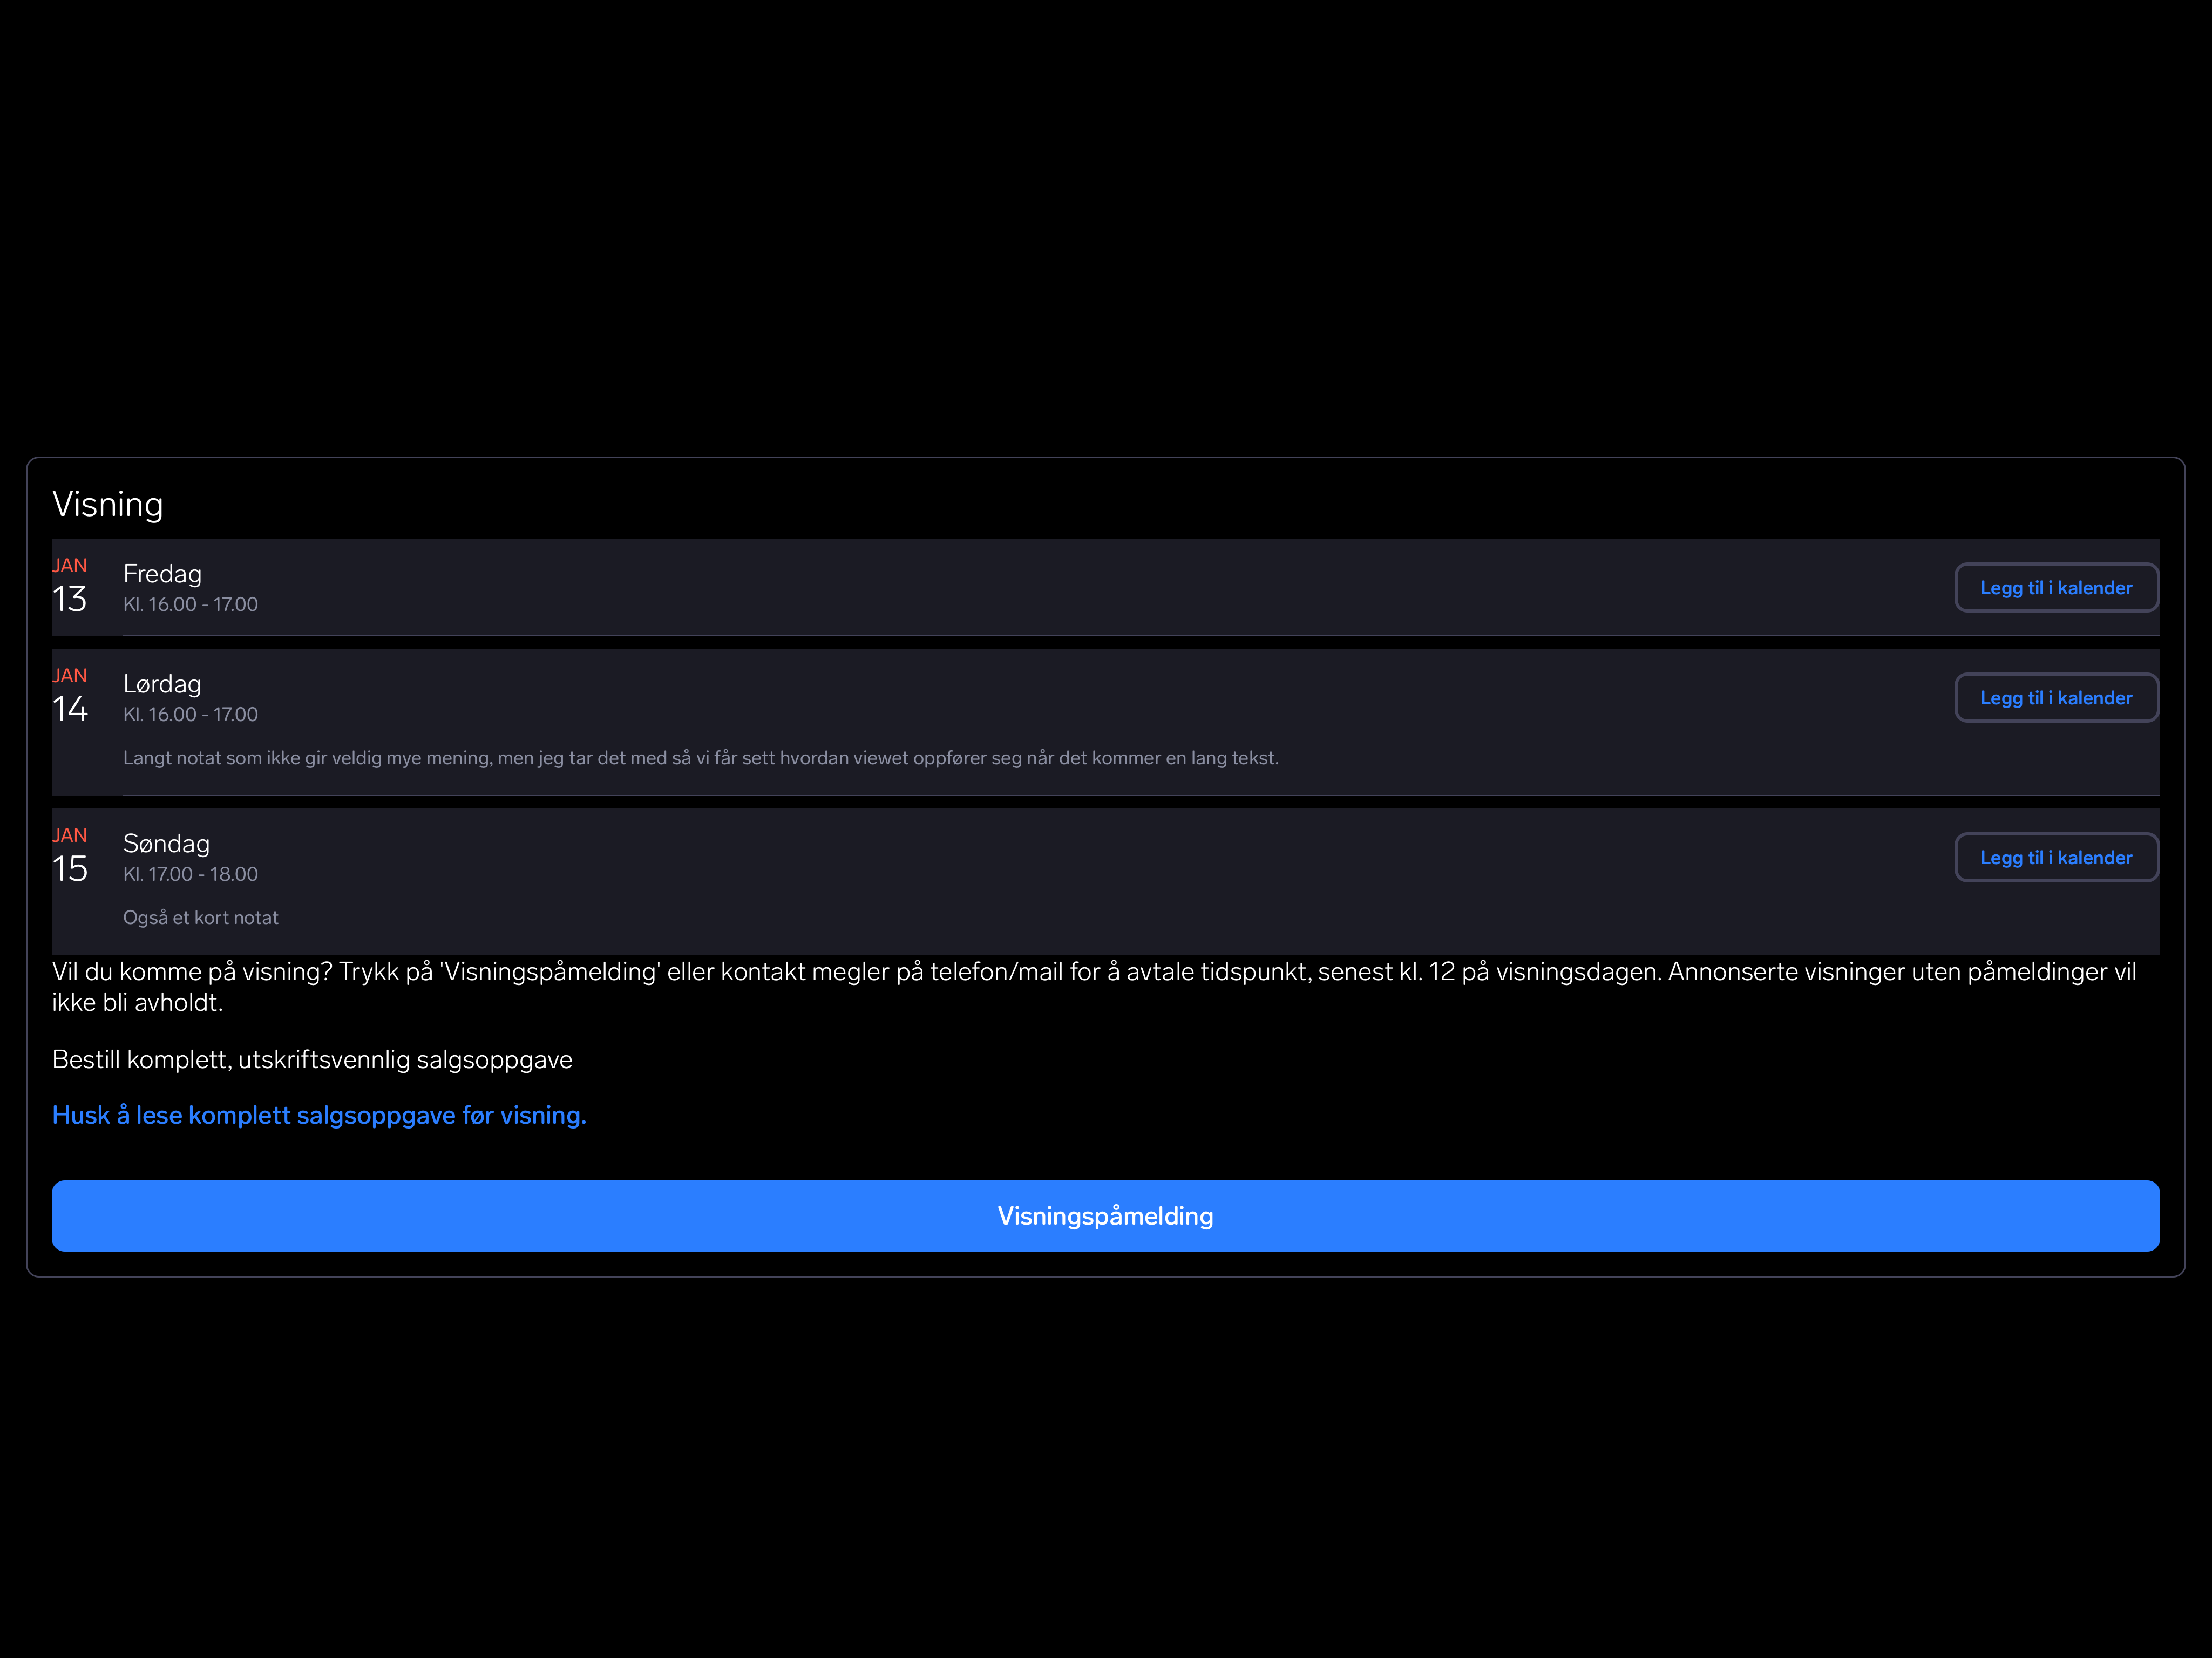 Visning
JAN
13
Fredag
Kl. 16.00 - 17.00
Legg til i kalender
JAN
14
Lørdag
Kl. 16.00 - 17.00
Legg til i kalender
Langt notat som ikke gir veldig mye mening, men jeg tar det med så vi får sett hvordan viewet oppfører seg når det kommer en lang tekst.
JAN
15
Søndag
Kl. 17.00 - 18.00
Legg til i kalender
Også et kort notat
Vil du komme på visning? Trykk på 'Visningspåmelding' eller kontakt megler på telefon/mail for å avtale tidspunkt, senest kl. 12 på visningsdagen. Annonserte visninger uten påmeldinger vil
ikke bli avholdt.
Bestill komplett, utskriftsvennlig salgsoppgave
Husk å lese komplett salgsoppgave før visning.
Visningspåmelding